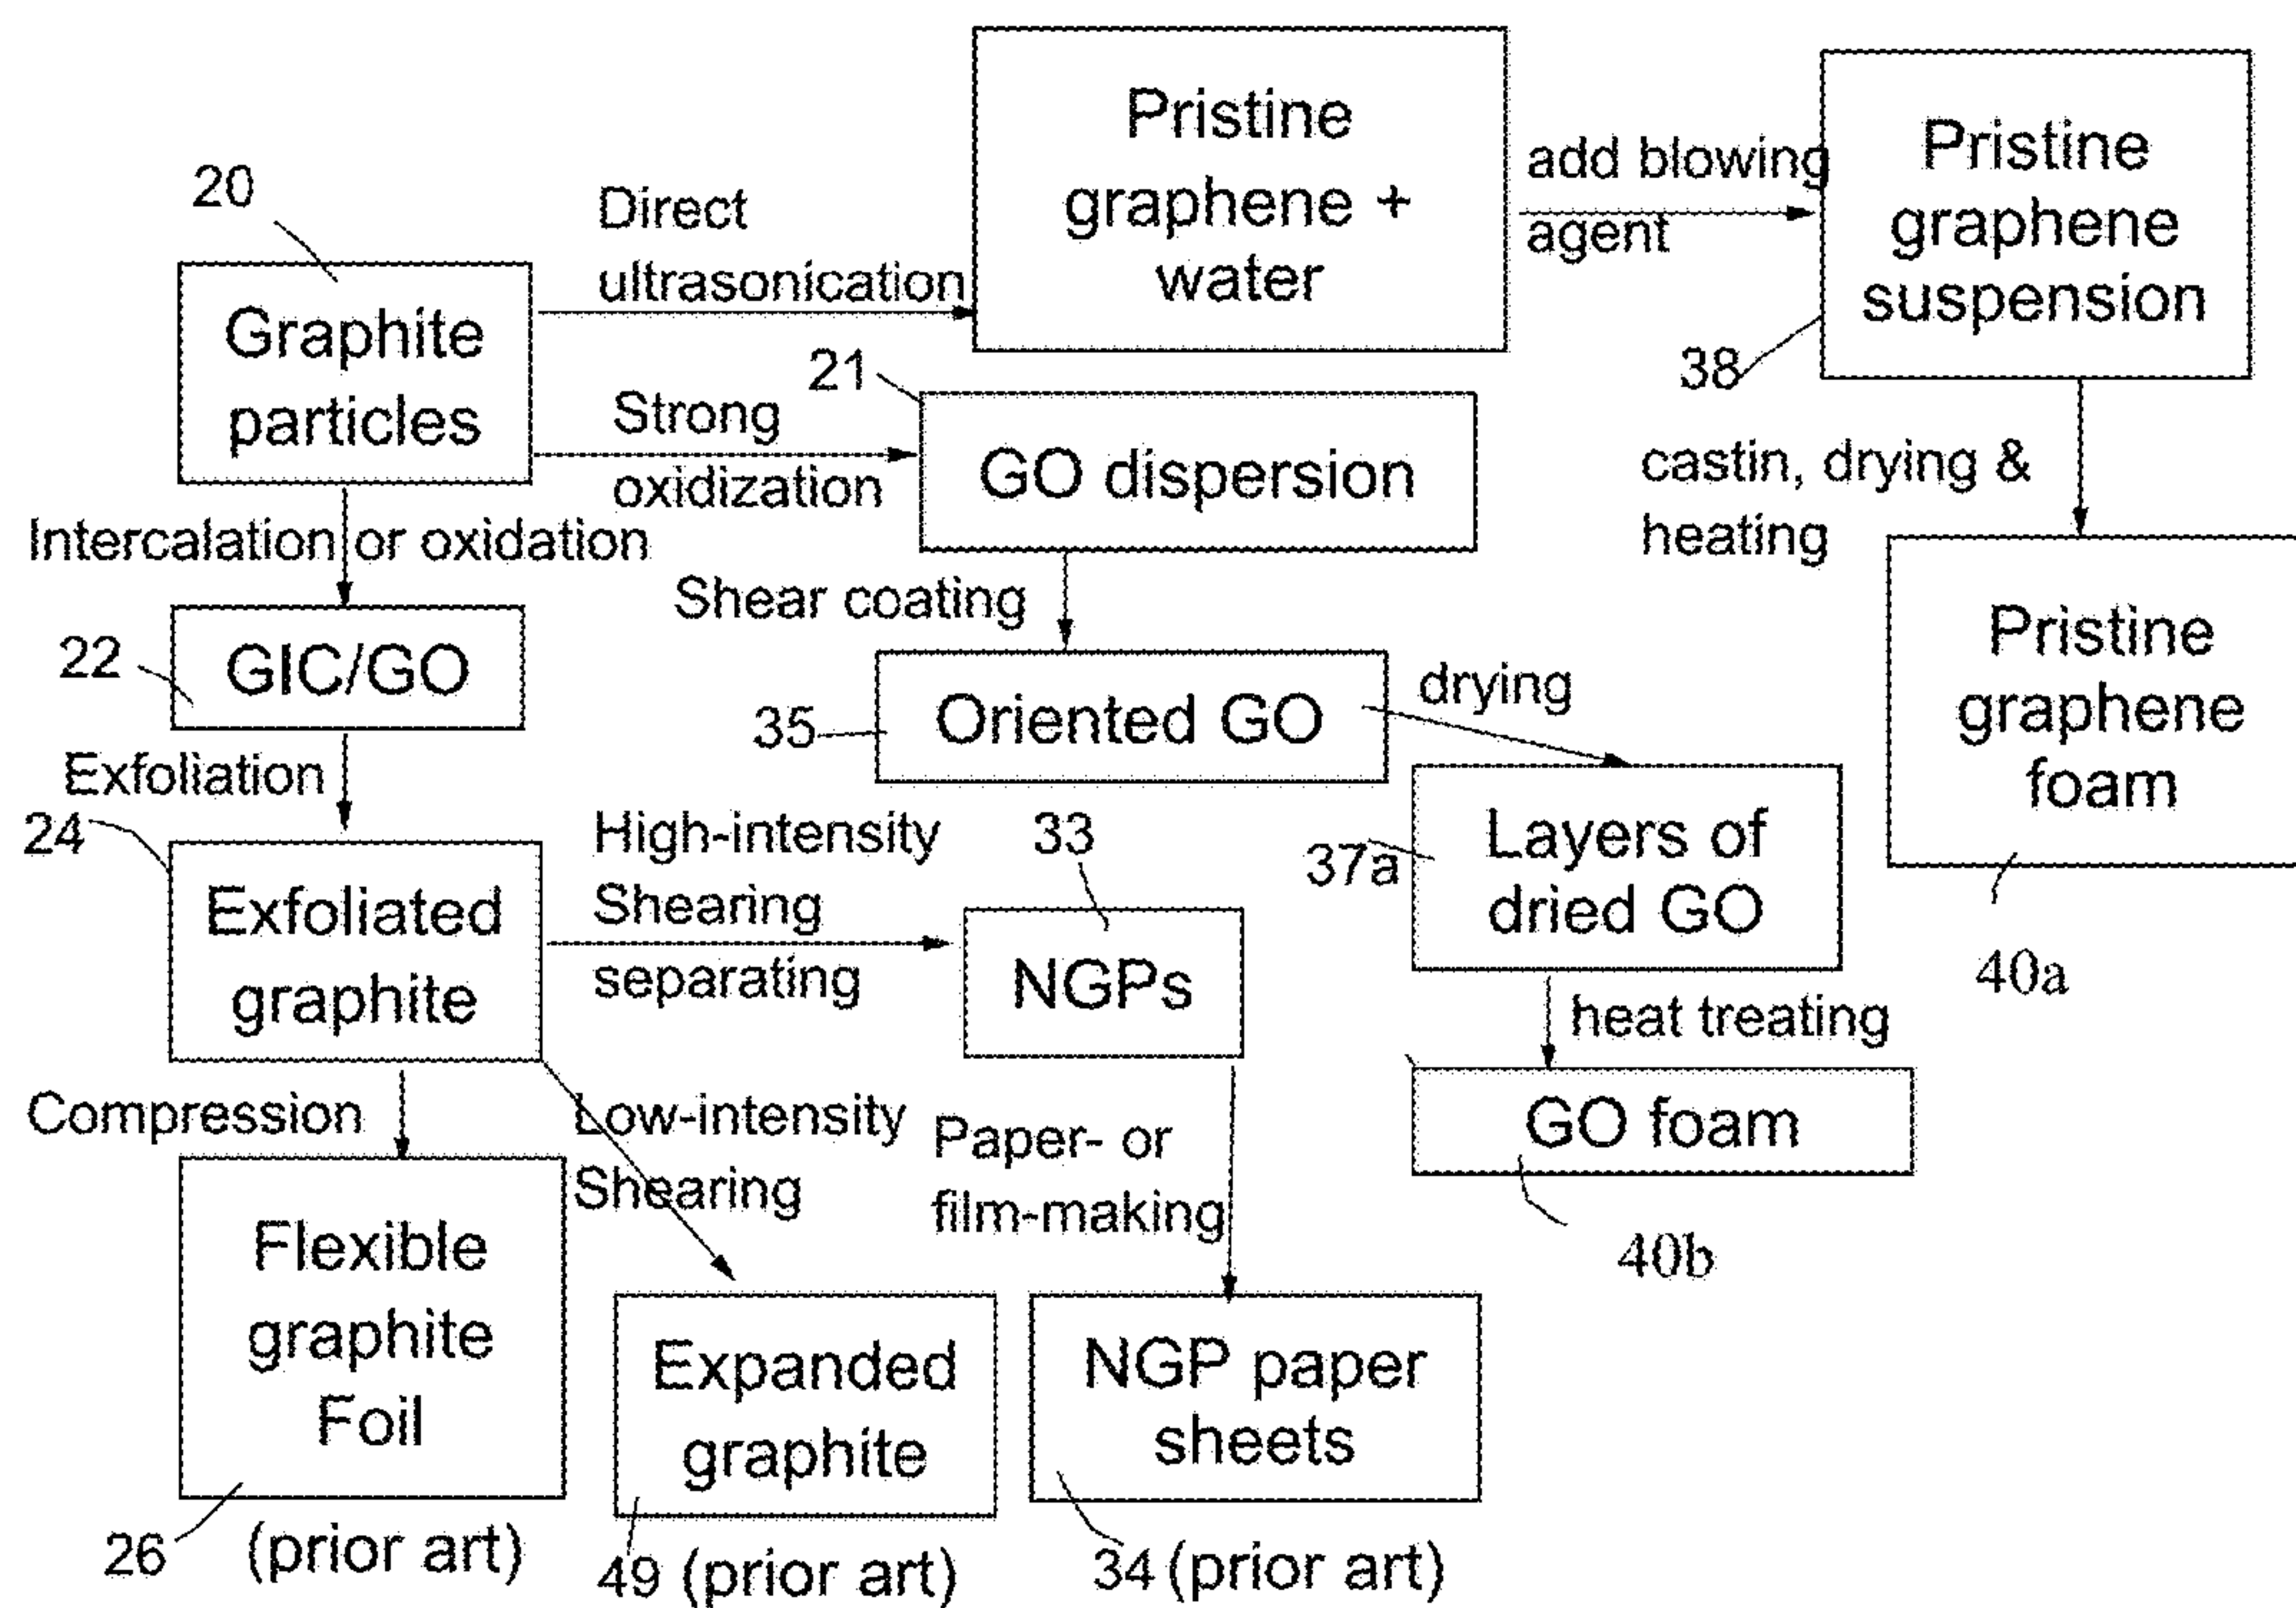 20
Graphite
particles
Direct
ultrasonication
Pristine
graphene +
water
add blowing
agent
Pristine
graphene
suspension
38
Strong
oxidization
21
GO dispersion
castin, drying &
heating
Pristine
graphene
foam
40a
Intercalation or oxidation
22
GIC/GO
Shear coating
35
Oriented GO
drying
37a
Layers of
dried GO
heat treating
GO foam
40b
Exfoliation
24
Exfoliated
graphite
High-intensity
Shearing
separating
33
NGPs
Compression
Low-intensity
Shearing
Paper- or
film-making
Flexible
graphite
Foil
26
(prior art)
Expanded
graphite
49 (prior art)
NGP paper
sheets
34 (prior art)